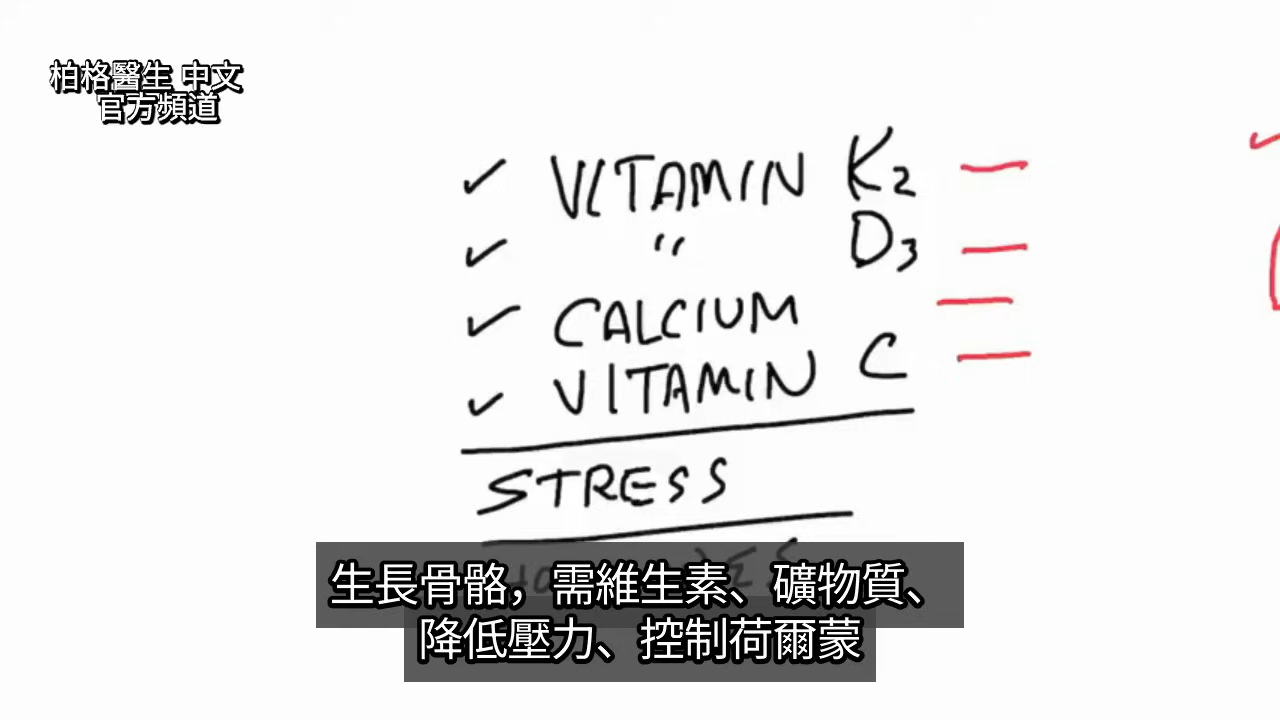 柏格醫生 中文
官方頻道
✓ VITAMIN K2 —
✓ " D3 —
✓ CALCIUM —
✓ VITAMIN C —
STRESS
生長骨骼，需維生素、礦物質、
降低壓力、控制荷爾蒙